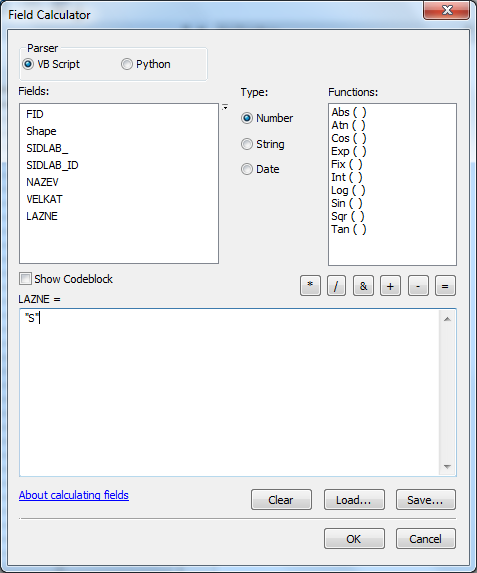 Field Calculator
Parser
VB Script Python
Fields: Type: Functions:
FID
Shape
SIDLAB_
SIDLAB_ID
NAZEV
VELKAT
LAZNE
Number
String
Date
Abs ( )
Atn ( )
Cos ( )
Exp ( )
Fix ( )
Int ( )
Log ( )
Sin ( )
Sqr ( )
Tan ( )
Show Codeblock
* / & + - =
LAZNE =
"S"
About calculating fields
Clear Load... Save...
OK Cancel